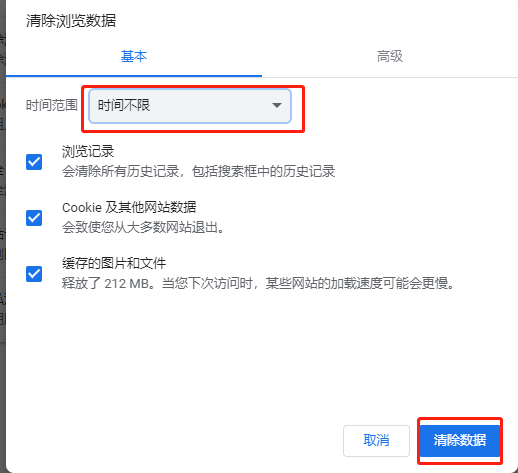 清除浏览数据
基本 高级
时间范围 时间不限
浏览记录
会清除所有历史记录，包括搜索框中的历史记录
Cookie 及其他网站数据
会致使您从大多数网站退出。
缓存的图片和文件
释放了 212 MB。当您下次访问时，某些网站的加载速度可能会更慢。
取消 清除数据